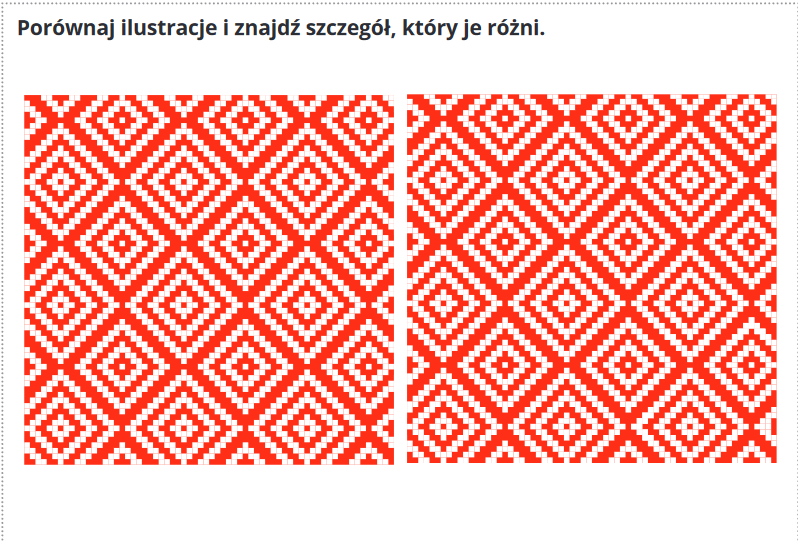 Porównaj ilustracje i znajdź szczegół, który je różni.